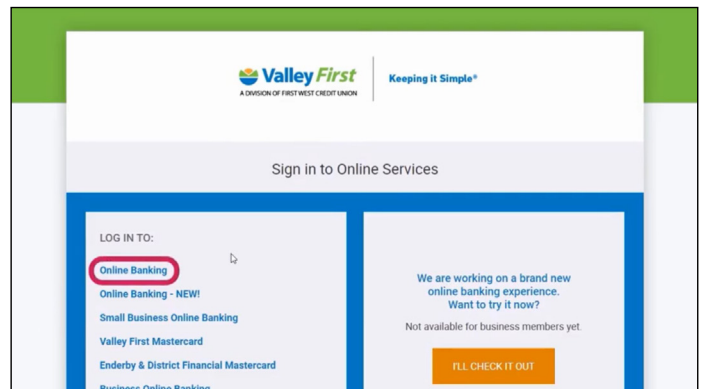 Valley First
A DIVISION OF FIRST WEST CREDIT UNION
Keeping it Simple®
Sign in to Online Services
LOG IN TO:
Online Banking
Online Banking - NEW!
Small Business Online Banking
Valley First Mastercard
Enderby & District Financial Mastercard
Business Online Banking
We are working on a brand new
online banking experience.
Want to try it now?
Not available for business members yet.
I'LL CHECK IT OUT